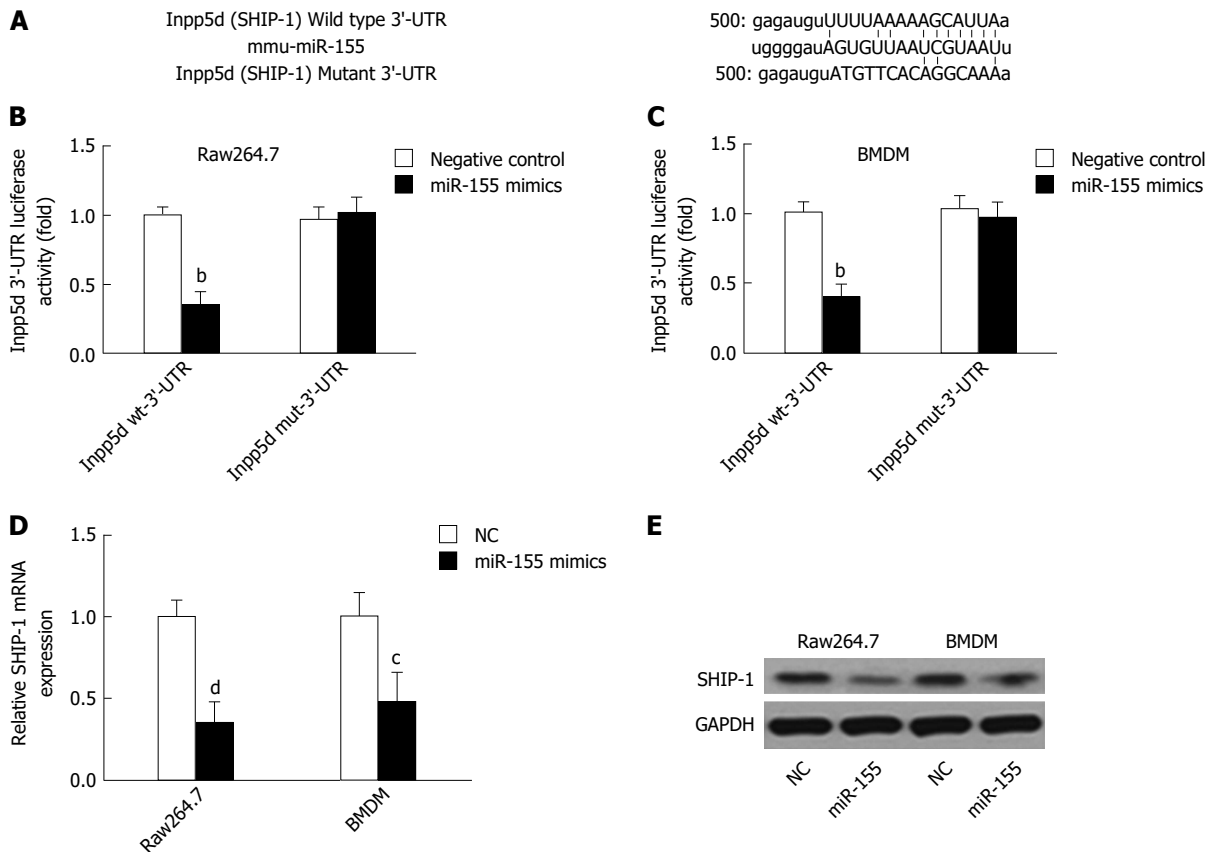 A
Inpp5d (SHIP-1) Wild type 3'-UTR
mmu-miR-155
Inpp5d (SHIP-1) Mutant 3'-UTR
500: gagauguUUUUAAAAAGCAUUAa
uggggauAGUGUUAAUCGUAAUu
500: gagauguATGTTCACAGGCAAAa
B
Raw264.7
Negative control
miR-155 mimics
Inpp5d 3'-UTR luciferase
activity (fold)
1.5
1.0
0.5
0.0
b
Inpp5d wt-3'-UTR
Inpp5d mut-3'-UTR
C
BMDM
Negative control
miR-155 mimics
Inpp5d 3'-UTR luciferase
activity (fold)
1.5
1.0
0.5
0.0
b
Inpp5d wt-3'-UTR
Inpp5d mut-3'-UTR
D
NC
miR-155 mimics
Relative SHIP-1 mRNA
expression
1.5
1.0
0.5
0.0
d
c
Raw264.7
BMDM
E
Raw264.7 BMDM
SHIP-1
GAPDH
NC
miR-155
NC
miR-155